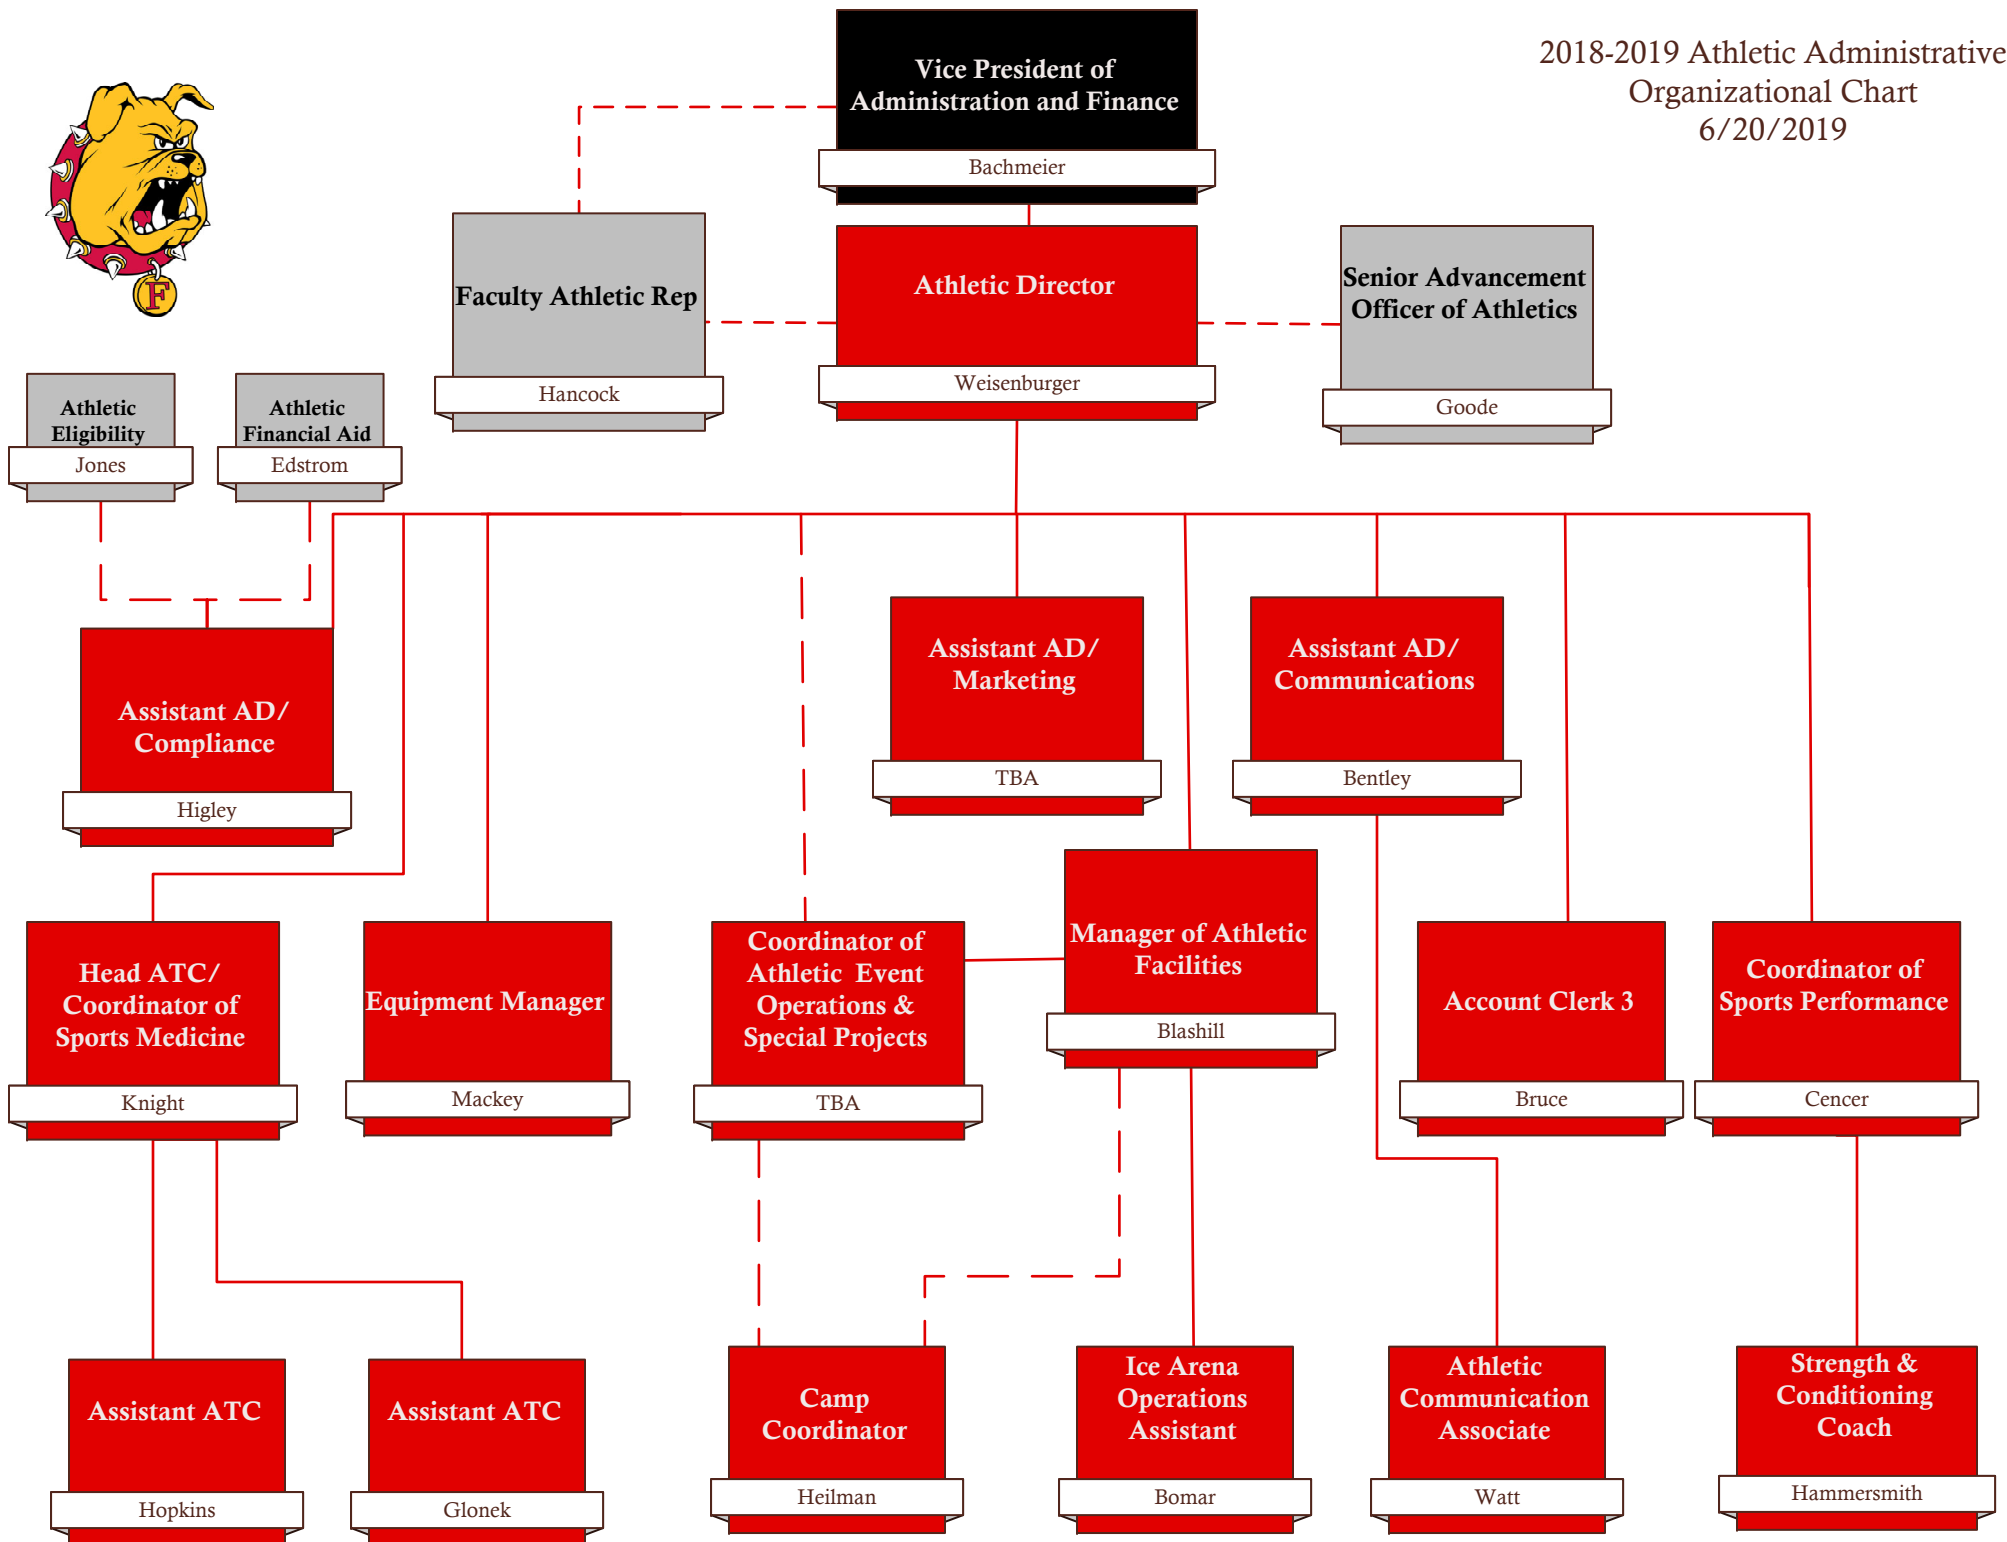 2018-2019 Athletic Administrative
Organizational Chart
6/20/2019
Vice President of
Administration and Finance
Bachmeier
F
Faculty Athletic Rep
Hancock
Athletic Director
Weisenburger
Senior Advancement
Officer of Athletics
Goode
Athletic
Eligibility
Jones
Athletic
Financial Aid
Edstrom
Assistant AD/
Compliance
Higley
Assistant AD/
Marketing
TBA
Assistant AD/
Communications
Bentley
Head ATC/
Coordinator of
Sports Medicine
Knight
Equipment Manager
Mackey
Coordinator of
Athletic Event
Operations &
Special Projects
TBA
Manager of Athletic
Facilities
Blashill
Account Clerk 3
Bruce
Coordinator of
Sports Performance
Cencer
Assistant ATC
Hopkins
Assistant ATC
Glonek
Camp
Coordinator
Heilman
Ice Arena
Operations
Assistant
Bomar
Athletic
Communication
Associate
Watt
Strength &
Conditioning
Coach
Hammersmith